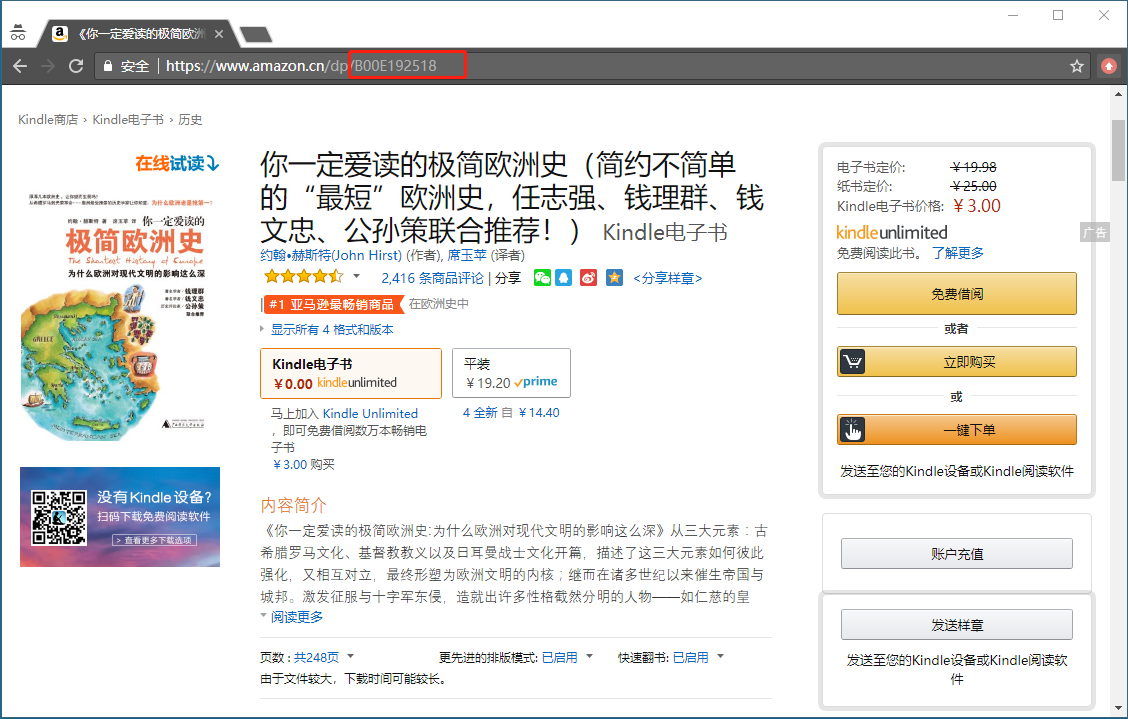 《你一定爱读的极简欧洲
安全 | https://www.amazon.cn/dp/B00E192518
Kindle商店 › Kindle电子书 › 历史
在线试读
为什么欧洲对现代文明的影响这么深
约翰·赫斯特 著 席玉苹 译
你一定爱读的
极简欧洲史
The Shortest History of Europe
钱理群
钱文忠
公孙策
联合推荐
GREECE
MEDITERRANEAN SEA
没有Kindle设备?
扫码下载免费阅读软件
> 查看更多下载选项
你一定爱读的极简欧洲史（简约不简单
的“最短”欧洲史，任志强、钱理群、钱
文忠、公孙策联合推荐！） Kindle电子书
约翰•赫斯特(John Hirst) (作者), 席玉苹 (译者)
2,416 条商品评论 | 分享 <分享样章>
#1 亚马逊最畅销商品 在欧洲史中
显示所有 4 格式和版本
Kindle电子书
￥0.00 kindleunlimited
平装
￥19.20 prime
马上加入 Kindle Unlimited
，即可免费借阅数万本畅销电
子书
￥3.00 购买
4 全新 自 ￥14.40
内容简介
《你一定爱读的极简欧洲史:为什么欧洲对现代文明的影响这么深》从三大元素：古
希腊罗马文化、基督教教义以及日耳曼战士文化开篇，描述了这三大元素如何彼此
强化，又相互对立，最终形塑为欧洲文明的内核；继而在诸多世纪以来催生帝国与
城邦。激发征服与十字军东侵，造就出许多性格截然分明的人物——如仁慈的皇
阅读更多
页数 : 共248页 更先进的排版模式: 已启用 快速翻书: 已启用
由于文件较大，下载时间可能较长。
电子书定价: ￥19.98
纸书定价: ￥25.00
Kindle电子书价格: ￥3.00
kindleunlimited
免费阅读此书。 了解更多
广告
免费借阅
或者
立即购买
或
一键下单
发送至您的Kindle设备或Kindle阅读软件
账户充值
发送样章
发送至您的Kindle设备或Kindle阅读软
件